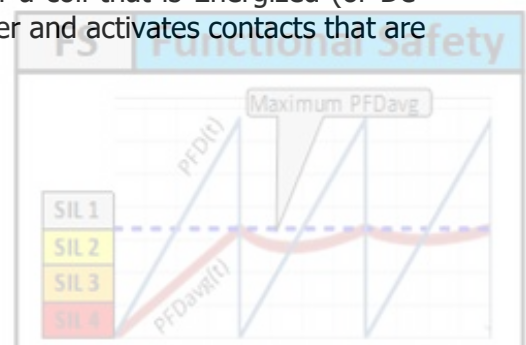 r a coil that is Energized (or De
er and activates contacts that are
FS Functional Safety
Maximum PFDavg
PFD(t)
SIL 1
SIL 2
SIL 3
SIL 4
PFDavg(t)